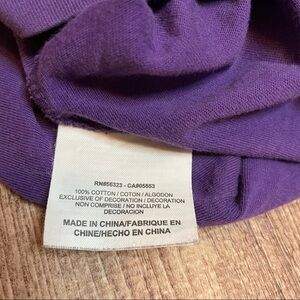 RN#56323 - CA#05553
100% COTTON / COTON / ALGODON
EXCLUSIVE OF DECORATION / DECORATION
NON COMPRISE / NO INCLUYE LA
DECORACION
MADE IN CHINA/FABRIQUE EN
CHINE/HECHO EN CHINA